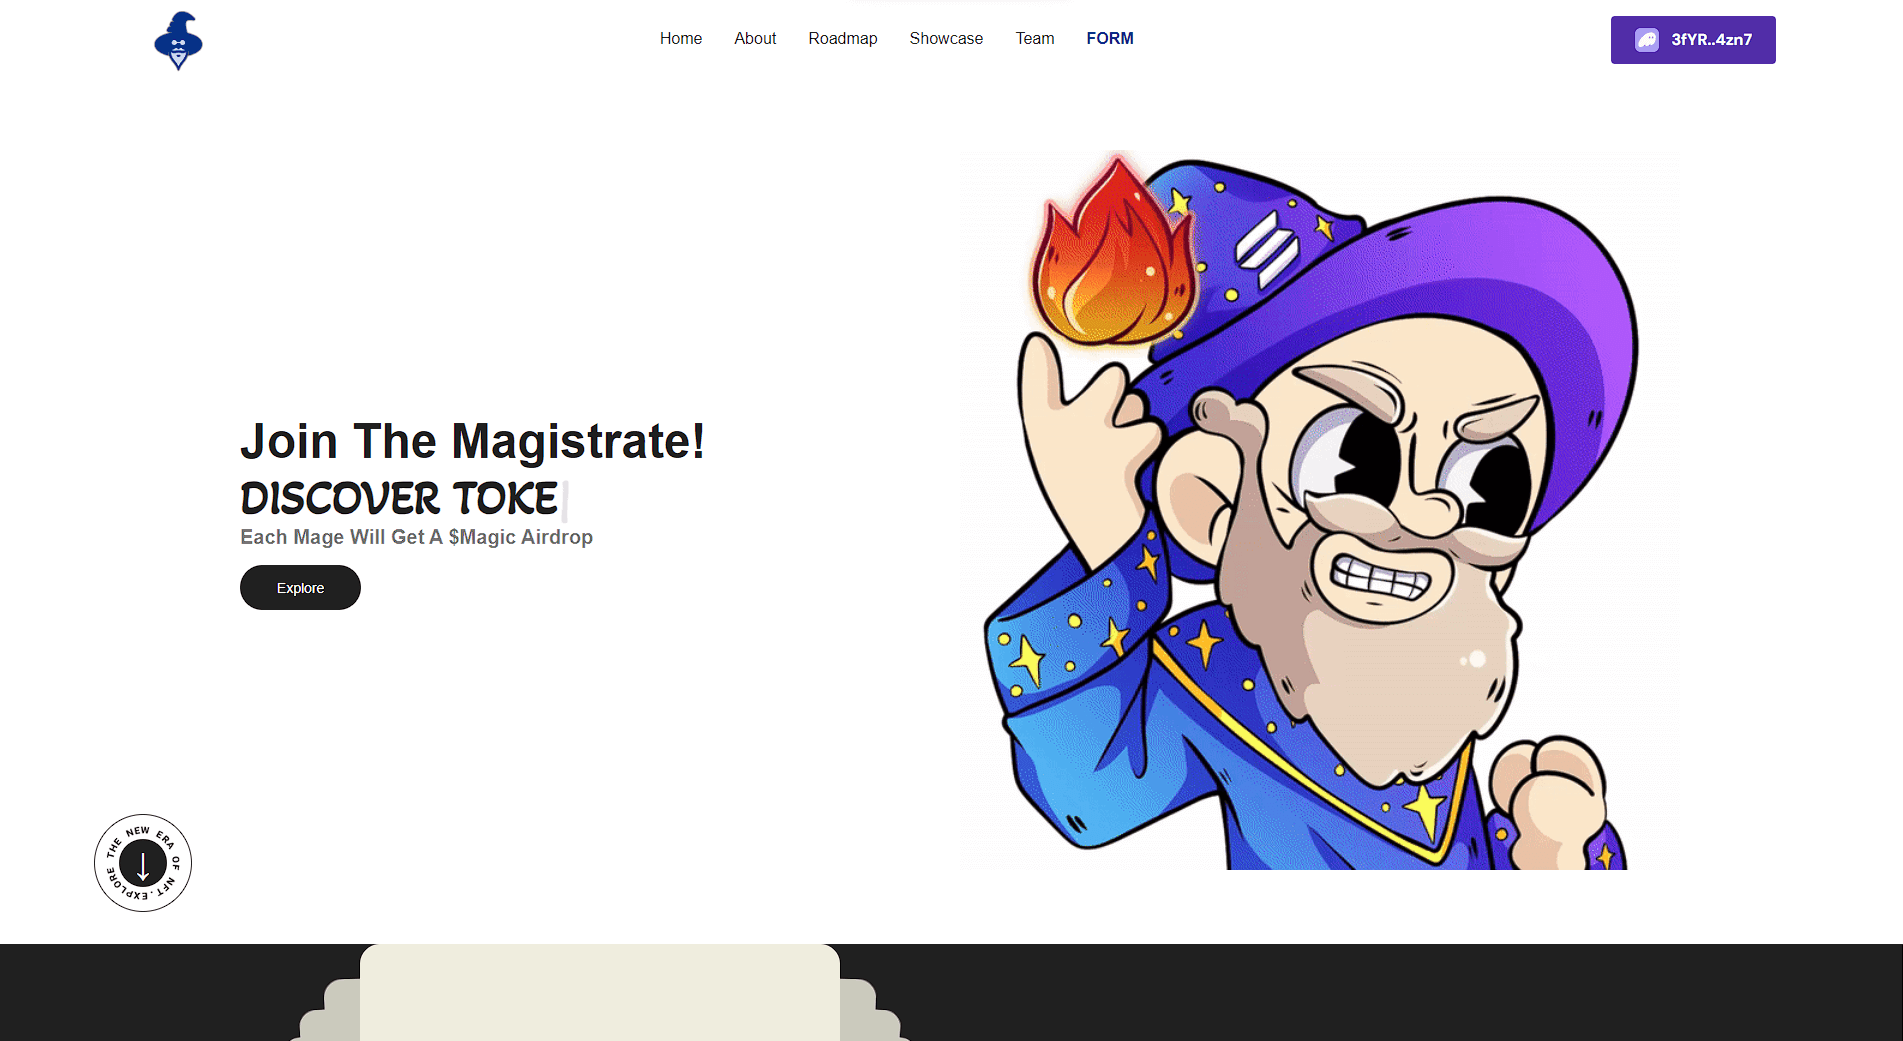 Home
About
Roadmap
Showcase
Team
FORM
3fYR..4zn7
Join The Magistrate!
DISCOVER TOKE
Each Mage Will Get A $Magic Airdrop
Explore
THE NEW ERA OF NFT.EXPLORE